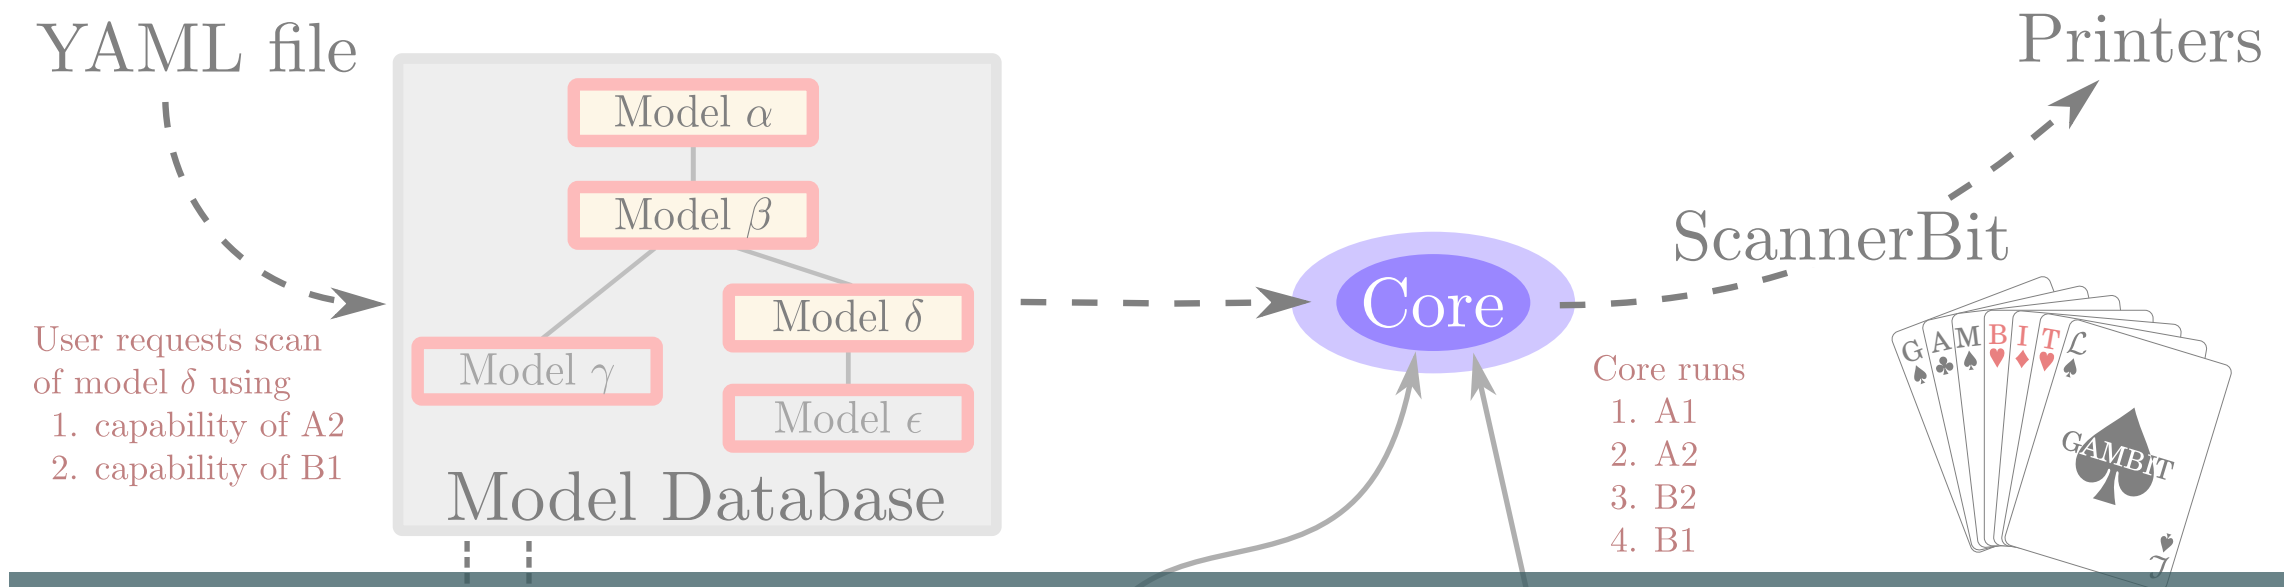 YAML file
Printers
Model α
Model β
ScannerBit
Model δ
Core
Model γ
Model ϵ
Model Database
User requests scan
of model δ using
1. capability of A2
2. capability of B1
Core runs
1. A1
2. A2
3. B2
4. B1
G A M B I T ℒ
GAMBIT
ℒ